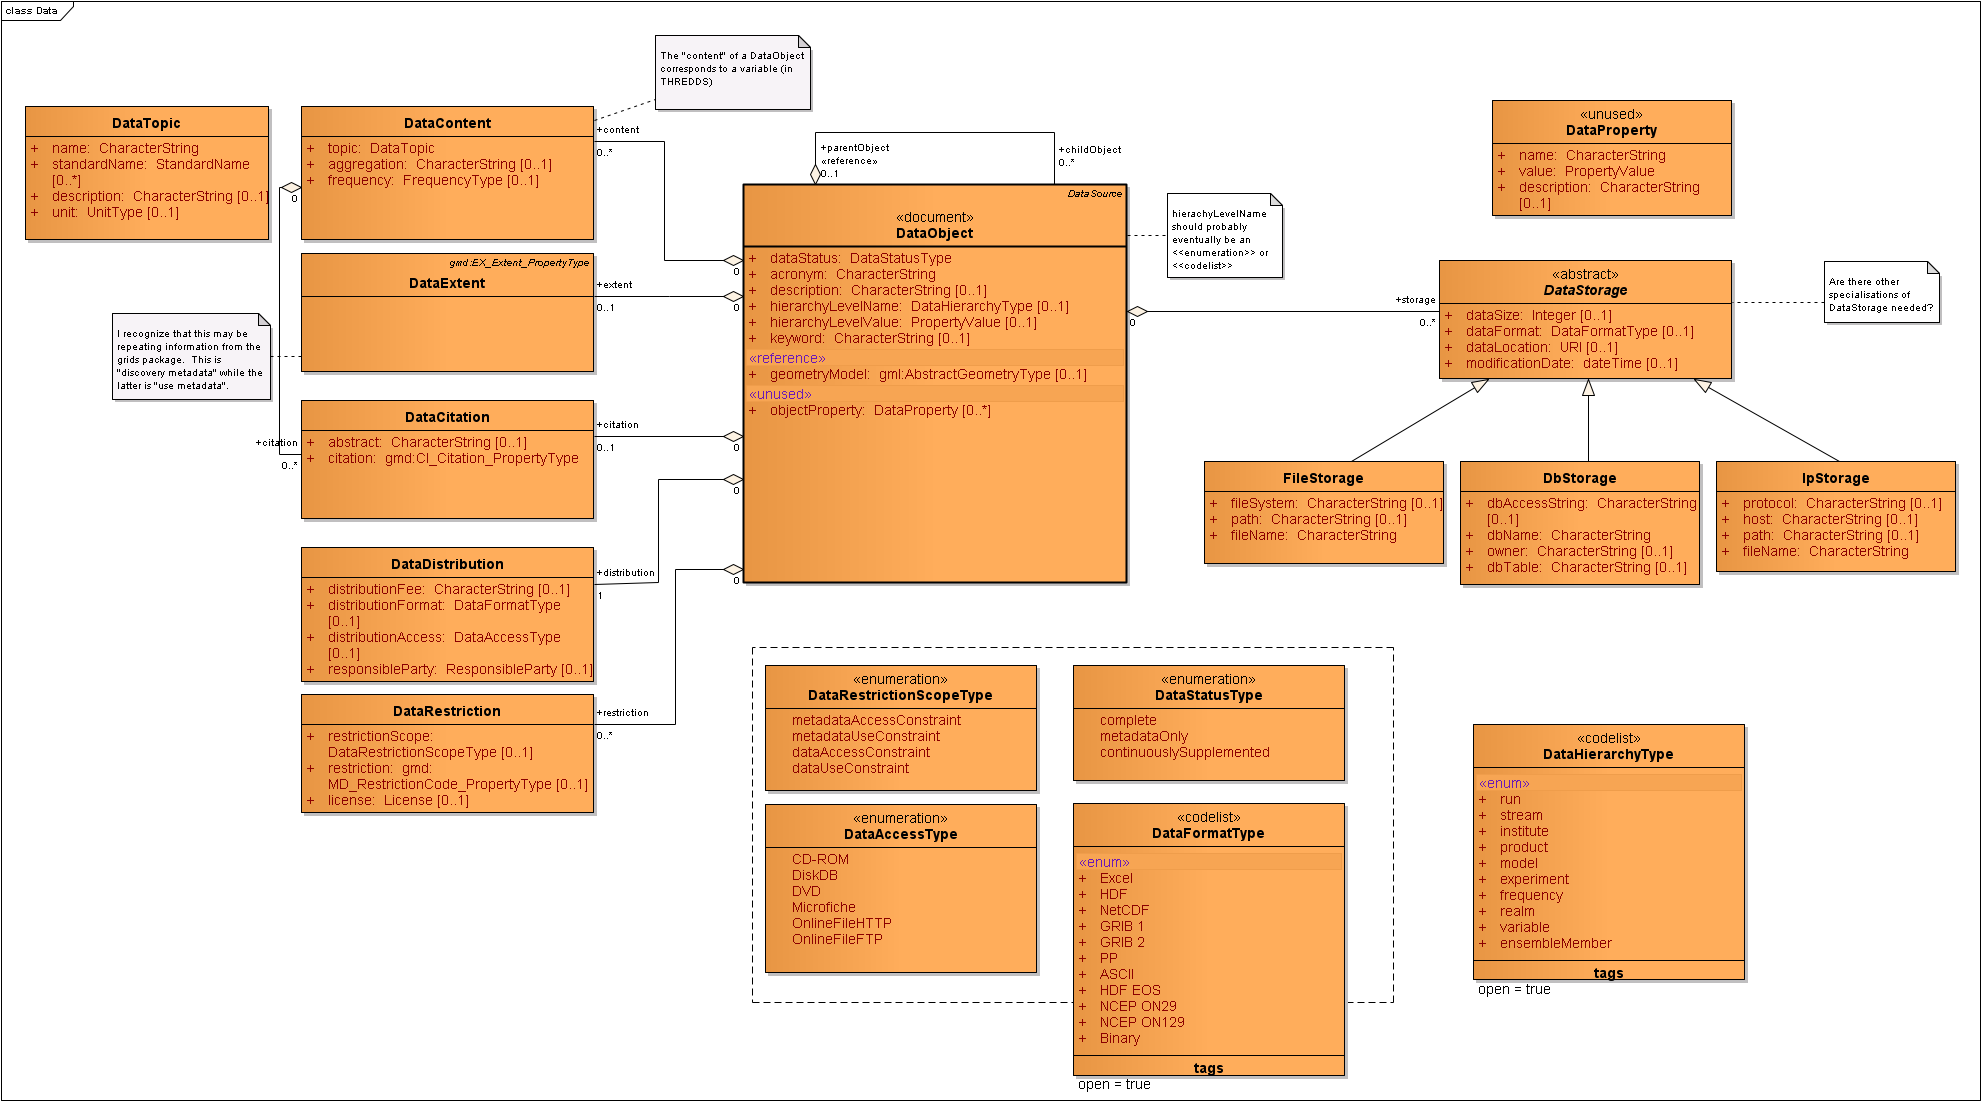 class Data
The "content" of a DataObject
corresponds to a variable (in
THREDDS)
DataTopic
+ name: CharacterString
+ standardName: StandardName
[0..*]
+ description: CharacterString [0..1]
+ unit: UnitType [0..1]
DataContent
+ topic: DataTopic
+ aggregation: CharacterString [0..1]
+ frequency: FrequencyType [0..1]
+content
0..*
0
+parentObject
«reference»
0..1
+childObject
0..*
«unused»
DataProperty
+ name: CharacterString
+ value: PropertyValue
+ description: CharacterString
[0..1]
DataSource
«document»
DataObject
+ dataStatus: DataStatusType
+ acronym: CharacterString
+ description: CharacterString [0..1]
+ hierarchyLevelName: DataHierarchyType [0..1]
+ hierarchyLevelValue: PropertyValue [0..1]
+ keyword: CharacterString [0..1]
«reference»
+ geometryModel: gml:AbstractGeometryType [0..1]
«unused»
+ objectProperty: DataProperty [0..*]
hierachyLevelName
should probably
eventually be an
<<enumeration>> or
<<codelist>>
gmd:EX_Extent_PropertyType
DataExtent
+extent
0..1
0
0
I recognize that this may be
repeating information from the
grids package. This is
"discovery metadata" while the
latter is "use metadata".
«abstract»
DataStorage
+ dataSize: Integer [0..1]
+ dataFormat: DataFormatType [0..1]
+ dataLocation: URI [0..1]
+ modificationDate: dateTime [0..1]
+storage
0..*
0
Are there other
specialisations of
DataStorage needed?
DataCitation
+ abstract: CharacterString [0..1]
+ citation: gmd:CI_Citation_PropertyType
+citation
0..*
+citation
0..1
0
0
FileStorage
+ fileSystem: CharacterString [0..1]
+ path: CharacterString [0..1]
+ fileName: CharacterString
DbStorage
+ dbAccessString: CharacterString
[0..1]
+ dbName: CharacterString
+ owner: CharacterString [0..1]
+ dbTable: CharacterString [0..1]
IpStorage
+ protocol: CharacterString [0..1]
+ host: CharacterString [0..1]
+ path: CharacterString [0..1]
+ fileName: CharacterString
DataDistribution
+ distributionFee: CharacterString [0..1]
+ distributionFormat: DataFormatType
[0..1]
+ distributionAccess: DataAccessType
[0..1]
+ responsibleParty: ResponsibleParty [0..1]
+distribution
1
0
DataRestriction
+ restrictionScope:
DataRestrictionScopeType [0..1]
+ restriction: gmd:
MD_RestrictionCode_PropertyType [0..1]
+ license: License [0..1]
+restriction
0..*
«enumeration»
DataRestrictionScopeType
metadataAccessConstraint
metadataUseConstraint
dataAccessConstraint
dataUseConstraint
«enumeration»
DataStatusType
complete
metadataOnly
continuouslySupplemented
«enumeration»
DataAccessType
CD-ROM
DiskDB
DVD
Microfiche
OnlineFileHTTP
OnlineFileFTP
«codelist»
DataFormatType
«enum»
+ Excel
+ HDF
+ NetCDF
+ GRIB 1
+ GRIB 2
+ PP
+ ASCII
+ HDF EOS
+ NCEP ON29
+ NCEP ON129
+ Binary
tags
open = true
«codelist»
DataHierarchyType
«enum»
+ run
+ stream
+ institute
+ product
+ model
+ experiment
+ frequency
+ realm
+ variable
+ ensembleMember
tags
open = true